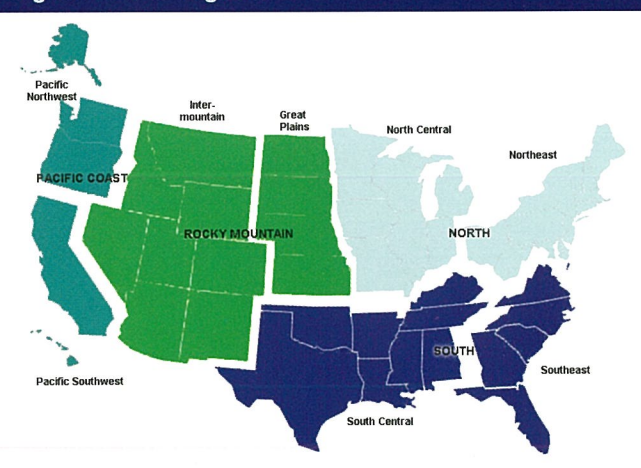 Pacific
Northwest
Inter-
mountain
Great
Plains
North Central
Northeast
PACIFIC COAST
ROCKY MOUNTAIN
NORTH
SOUTH
Southeast
Pacific Southwest
South Central